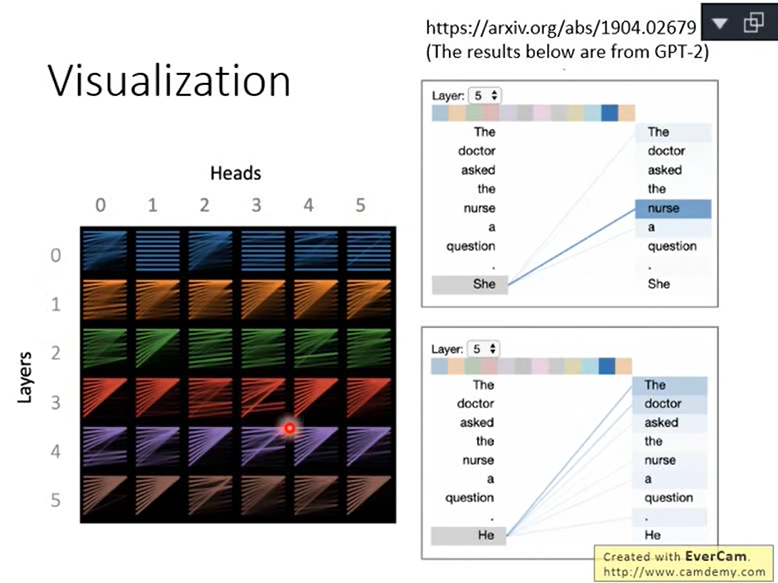 https://arxiv.org/abs/1904.02679
(The results below are from GPT-2)
Visualization
Heads
0 1 2 3 4 5
Layers
0
1
2
3
4
5
Layer: 5
The The
doctor doctor
asked asked
the the
nurse nurse
a a
question question
. .
She She
Layer: 5
The The
doctor doctor
asked asked
the the
nurse nurse
a a
question question
. .
He He
Created with EverCam.
http://www.camdemy.com